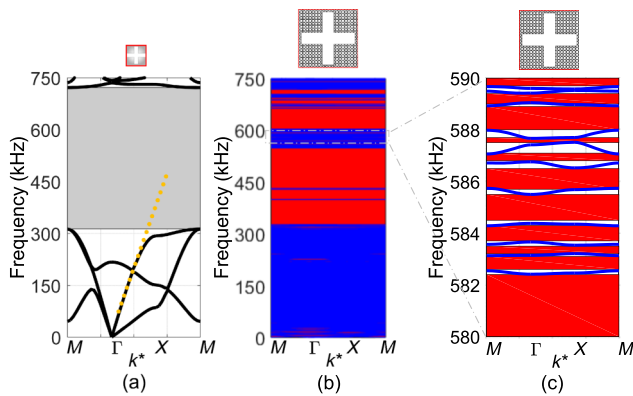 750
600
450
300
150
0
Frequency (kHz)
M Γ X M
k*
(a)
750
600
450
300
150
0
Frequency (kHz)
M Γ X M
k*
(b)
590
588
586
584
582
580
Frequency (kHz)
M Γ X M
k*
(c)